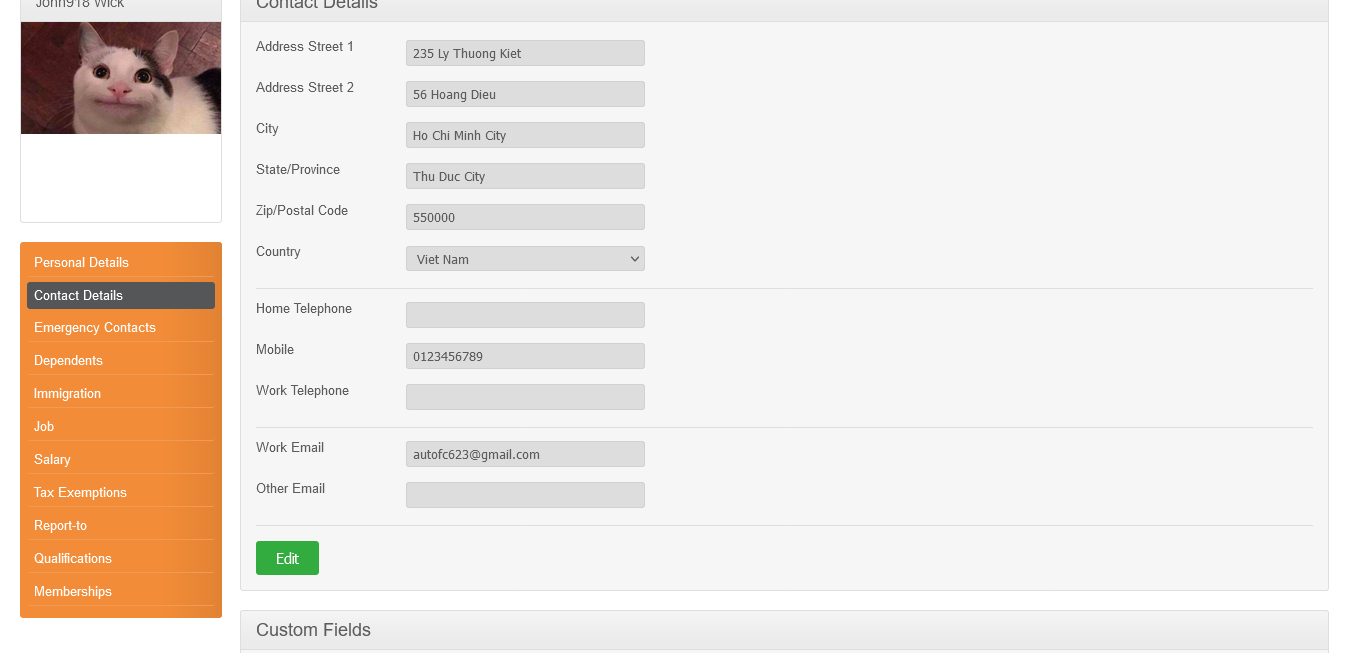 John918 Wick
Personal Details
Contact Details
Emergency Contacts
Dependents
Immigration
Job
Salary
Tax Exemptions
Report-to
Qualifications
Memberships
Contact Details
Address Street 1 235 Ly Thuong Kiet
Address Street 2 56 Hoang Dieu
City Ho Chi Minh City
State/Province Thu Duc City
Zip/Postal Code 550000
Country Viet Nam
Home Telephone
Mobile 0123456789
Work Telephone
Work Email autofc623@gmail.com
Other Email
Edit
Custom Fields